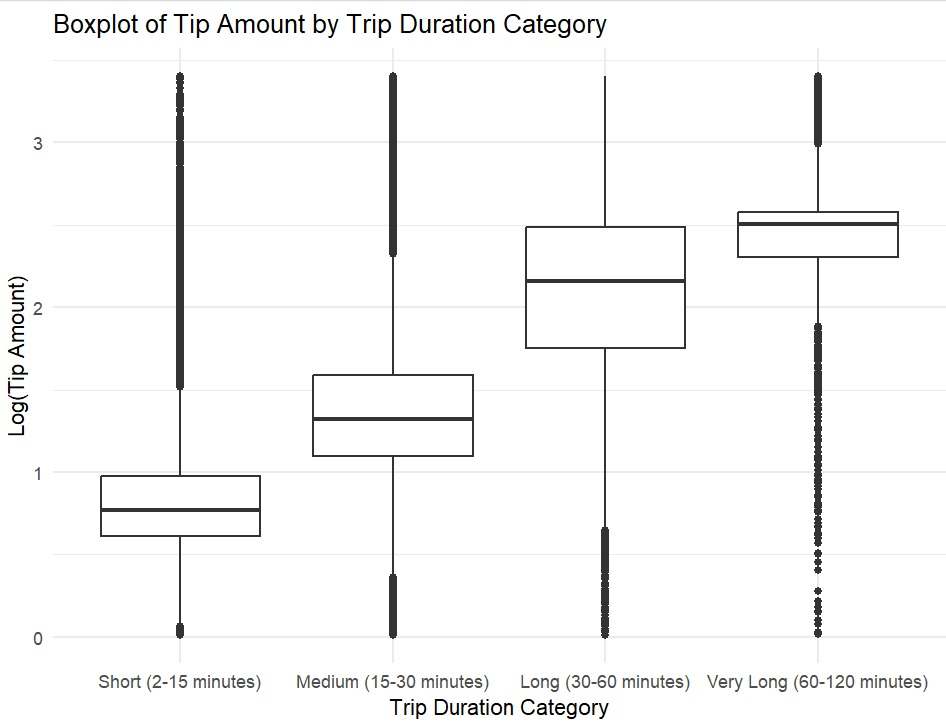 Boxplot of Tip Amount by Trip Duration Category
Log(Tip Amount)
3
2
1
0
Short (2-15 minutes)
Medium (15-30 minutes)
Long (30-60 minutes)
Very Long (60-120 minutes)
Trip Duration Category